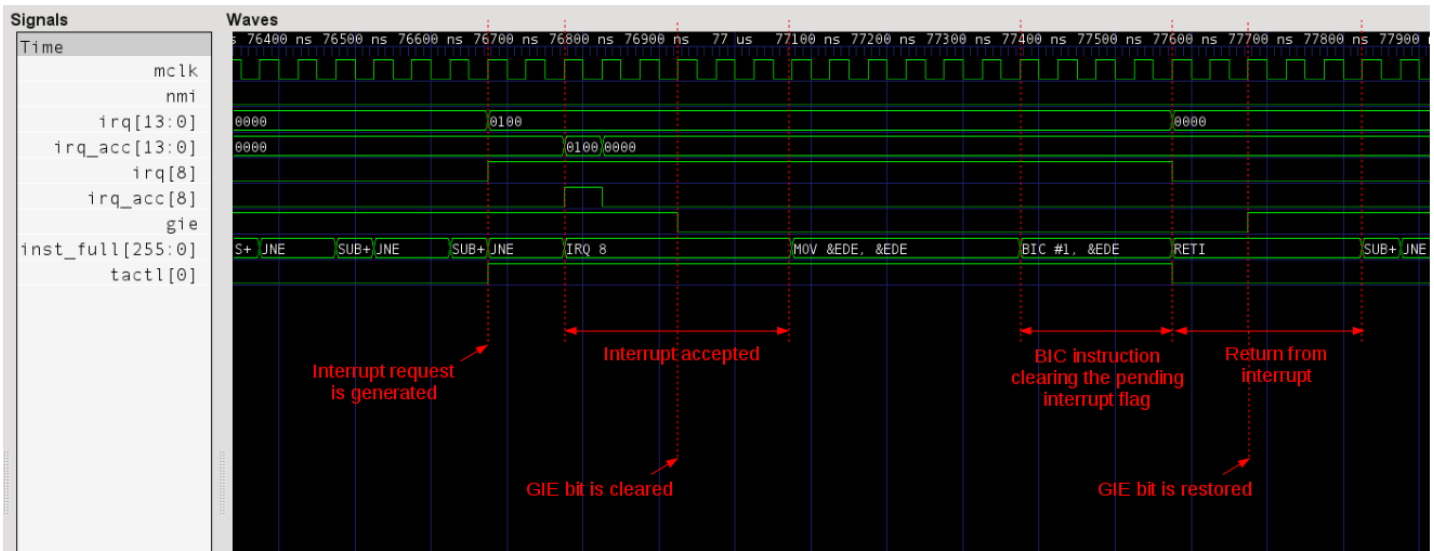 Signals Waves
Time
s 76400 ns 76500 ns 76600 ns 76700 ns 76800 ns 76900 ns 77 us 77100 ns 77200 ns 77300 ns 77400 ns 77500 ns 77600 ns 77700 ns 77800 ns 77900
mclk
nmi
irq[13:0] 0000 0100 0000
irq_acc[13:0] 0000 0100 0000
irq[8]
irq_acc[8]
gie
inst_full[255:0] S+ JNE SUB+ JNE SUB+ JNE IRQ 8 MOV &EDE, &EDE BIC #1, &EDE RETI SUB+ JNE
tactl[0]
Interrupt request
is generated
Interrupt accepted
BIC instruction
clearing the pending
interrupt flag
Return from
interrupt
GIE bit is cleared
GIE bit is restored